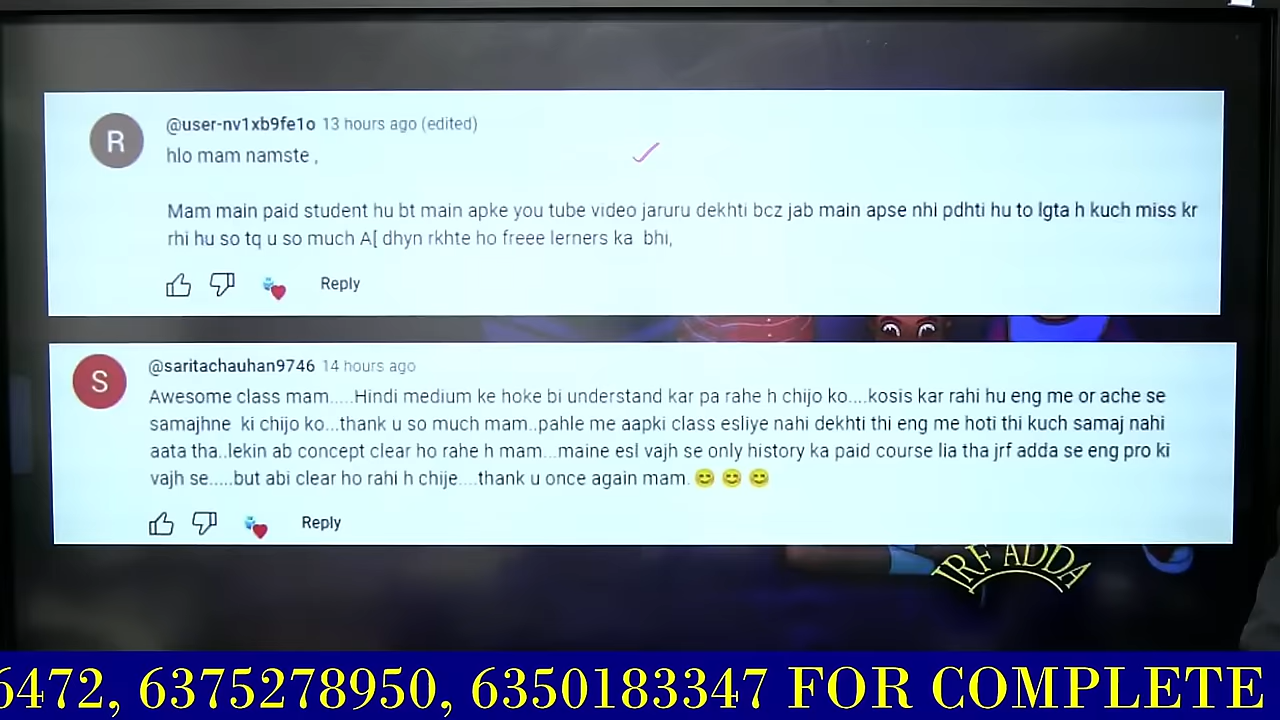 R
@user-nv1xb9fe1o 13 hours ago (edited)
hlo mam namste ,
Mam main paid student hu bt main apke you tube video jaruru dekhti bcz jab main apse nhi pdhti hu to lgta h kuch miss kr
rhi hu so tq u so much A[ dhyn rkhte ho freee lerners ka bhi,
Reply
S
@saritachauhan9746 14 hours ago
Awesome class mam.....Hindi medium ke hoke bi understand kar pa rahe h chijo ko....kosis kar rahi hu eng me or ache se
samajhne ki chijo ko...thank u so much mam..pahle me aapki class esliye nahi dekhti thi eng me hoti thi kuch samaj nahi
aata tha..lekin ab concept clear ho rahe h mam...maine esl vajh se only history ka paid course lia tha jrf adda se eng pro ki
vajh se.....but abi clear ho rahi h chije....thank u once again mam. 😊 😊 😊
Reply
JRF ADDA
6472, 6375278950, 6350183347 FOR COMPLETE